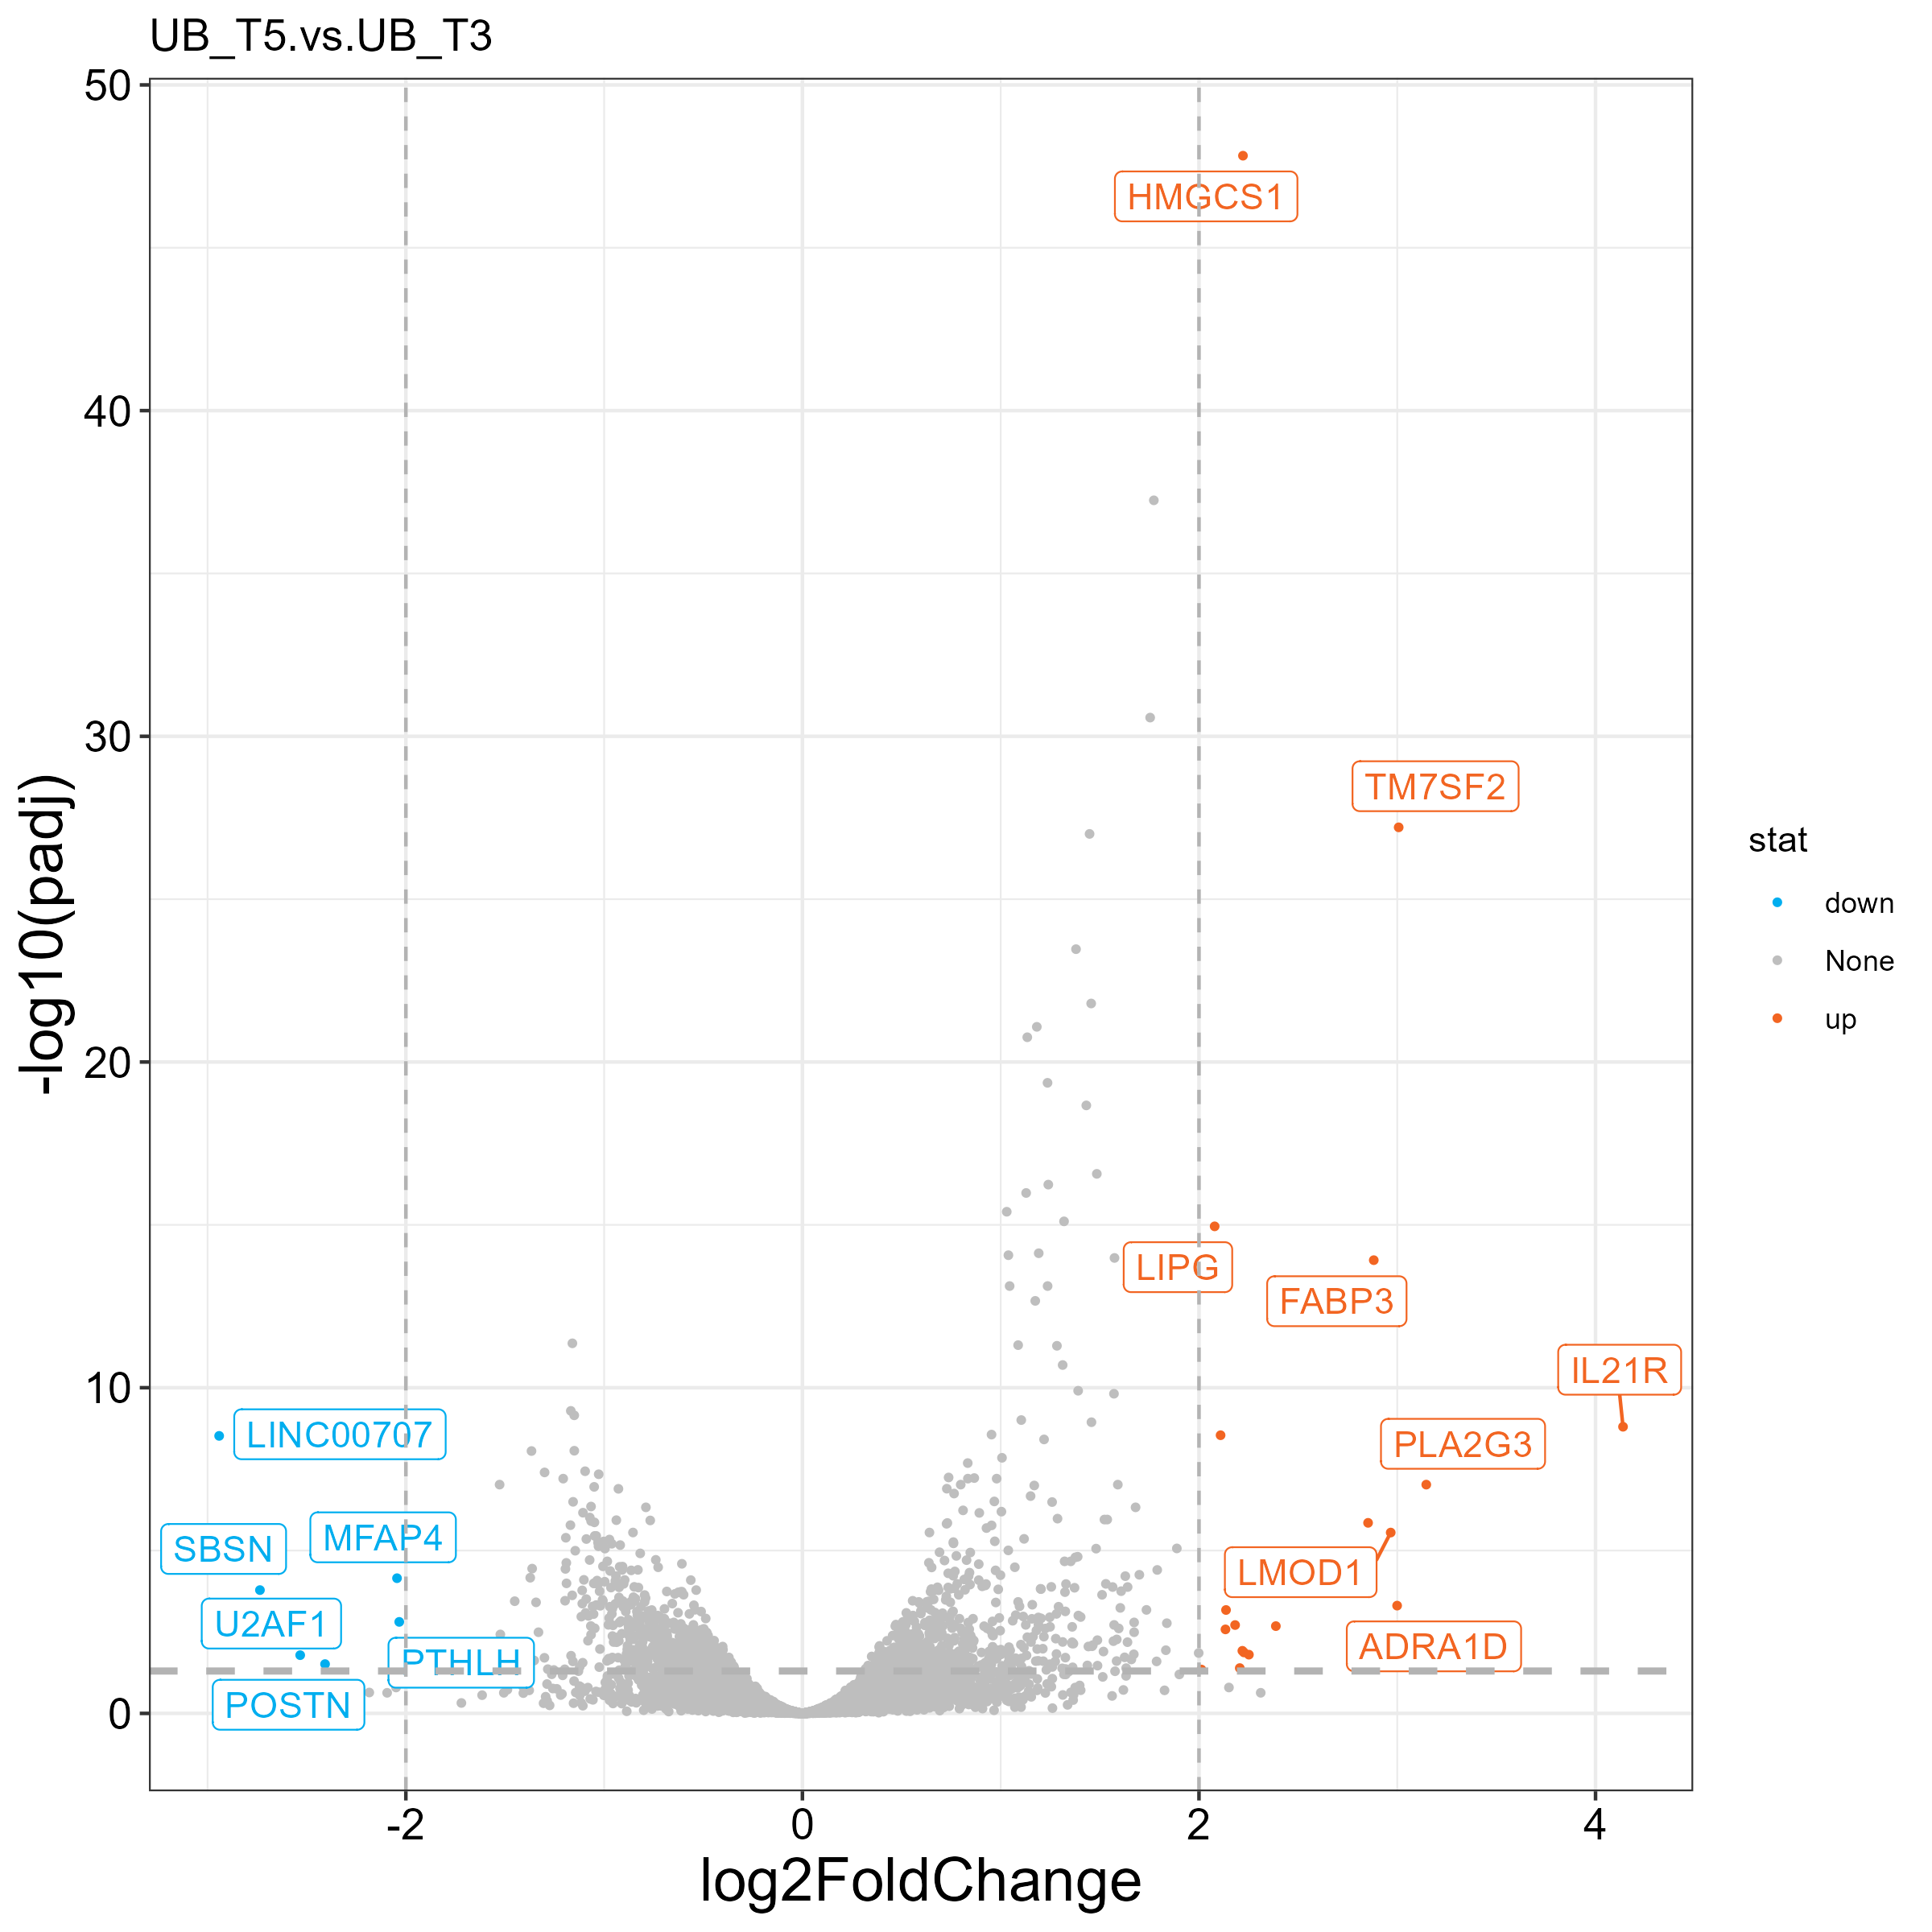 UB_T5.vs.UB_T3
50
40
30
20
10
0
-log10(padj)
HMGCS1
TM7SF2
LIPG
FABP3
IL21R
PLA2G3
LMOD1
ADRA1D
LINC00707
MFAP4
SBSN
U2AF1
PTHLH
POSTN
-2
0
2
4
log2FoldChange
stat
down
None
up